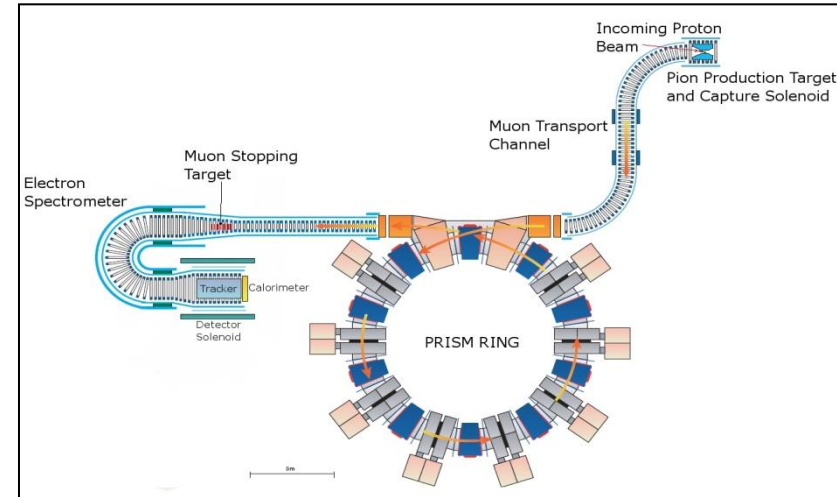 Incoming Proton
Beam
Pion Production Target
and Capture Solenoid
Muon Transport
Channel
Muon Stopping
Target
Electron
Spectrometer
Tracker
Calorimeter
Detector
Solenoid
PRISM RING
5m